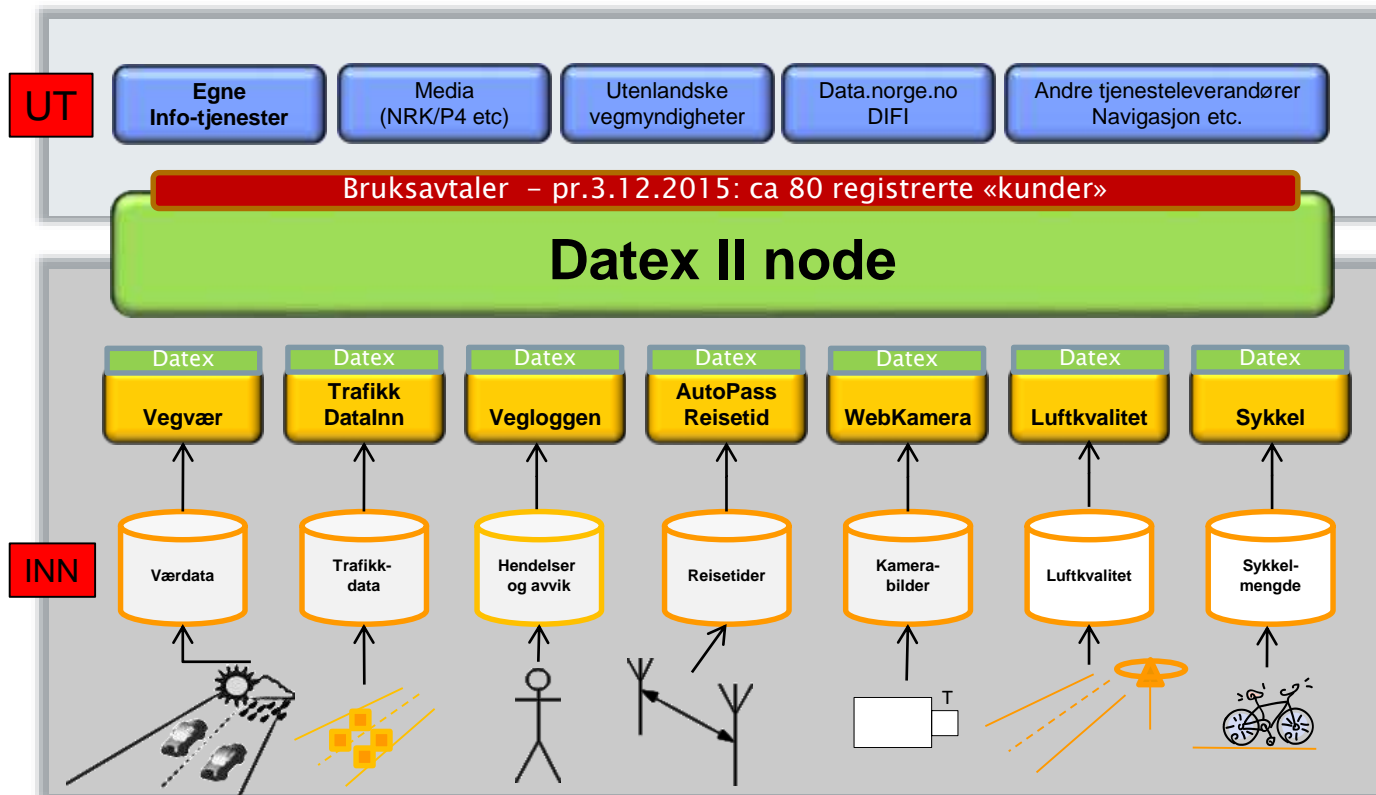 UT
Egne
Info-tjenester
Media
(NRK/P4 etc)
Utenlandske
vegmyndigheter
Data.norge.no
DIFI
Andre tjenesteleverandører
Navigasjon etc.
Bruksavtaler – pr.3.12.2015: ca 80 registrerte «kunder»
Datex II node
Datex
Vegvær
Datex
Trafikk
DataInn
Datex
Vegloggen
Datex
AutoPass
Reisetid
Datex
WebKamera
Datex
Luftkvalitet
Datex
Sykkel
INN
Værdata
Trafikk-
data
Hendelser
og avvik
Reisetider
Kamera-
bilder
Luftkvalitet
Sykkel-
mengde
T